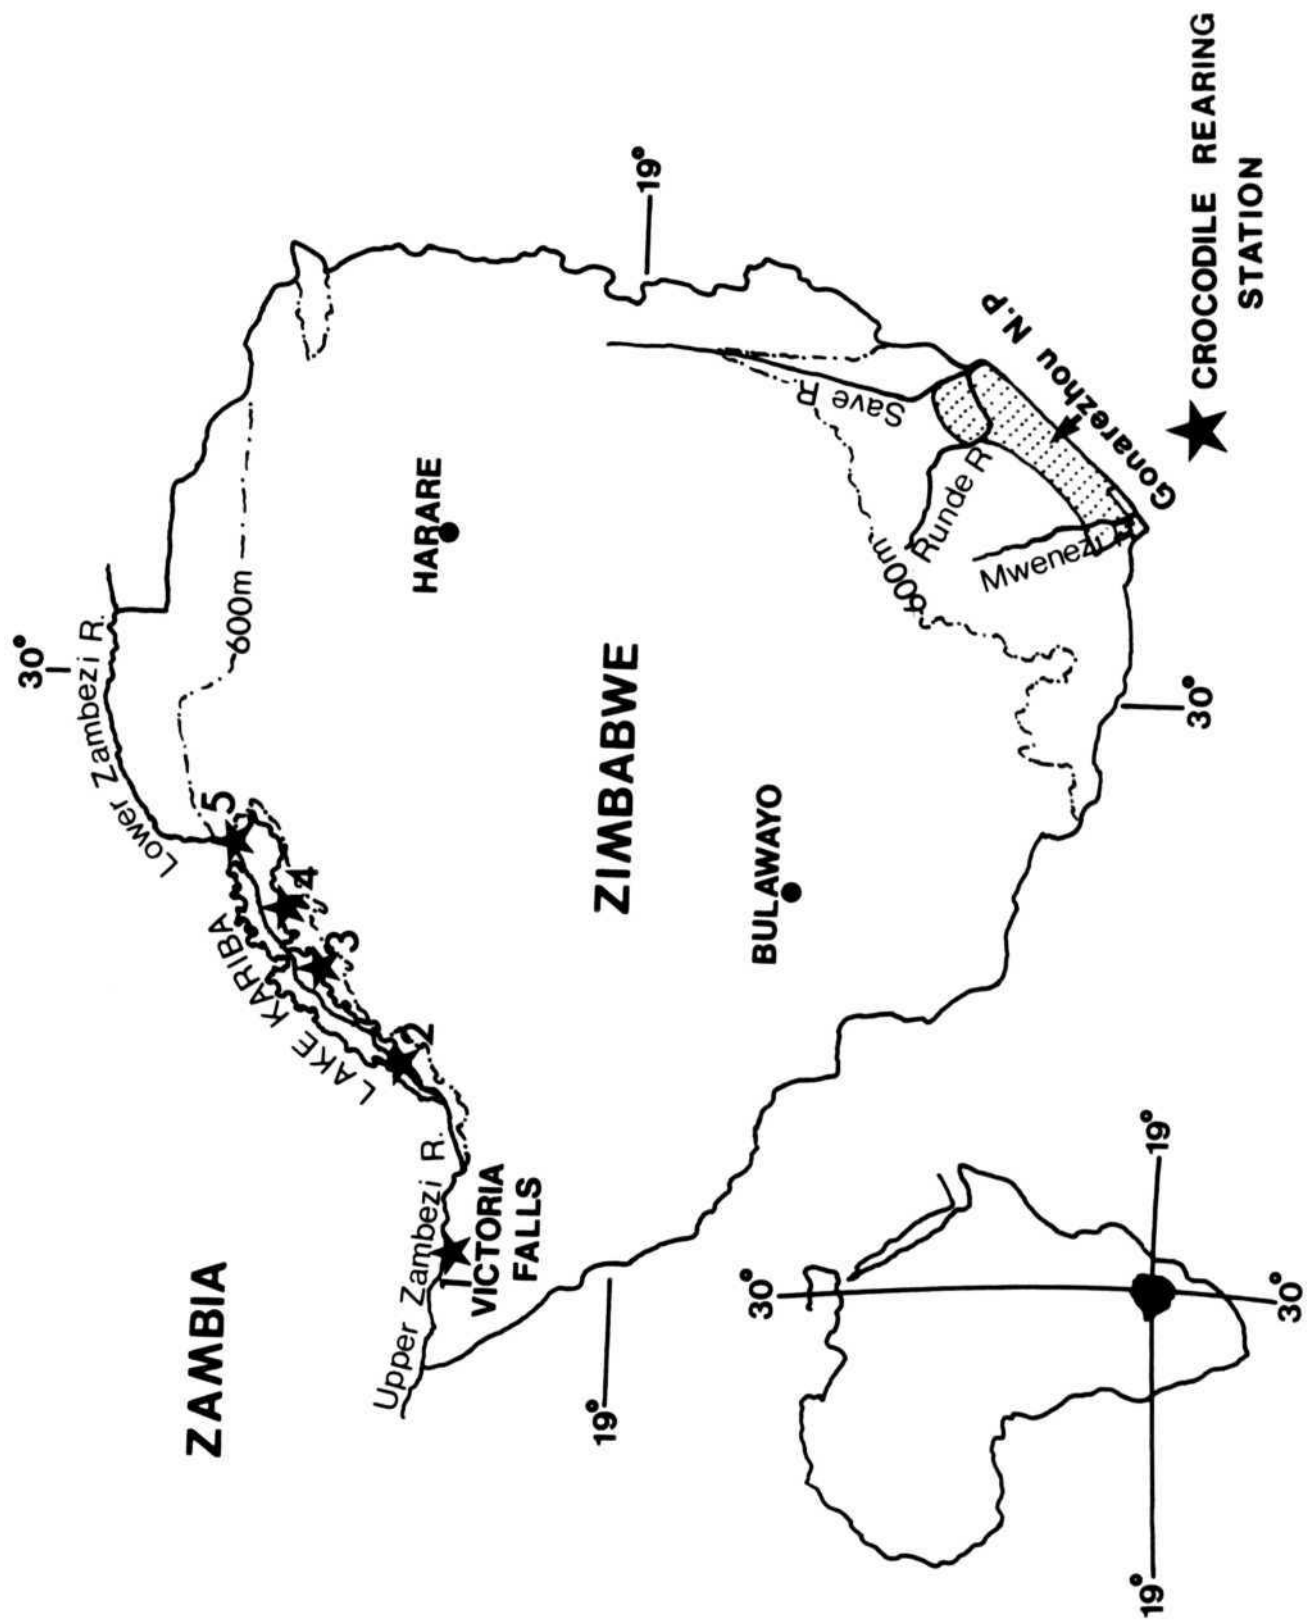 ZAMBIA
30°
Lower Zambezi R.
600m
LAKE KARIBA
5
4
3
2
1
Upper Zambezi R.
VICTORIA
FALLS
HARARE
19°
19°
ZIMBABWE
BULAWAYO
Save R
600m
Runde R
Mwenezi R
Gonarezhou N.P
30°
30°
19°
19°
30°
CROCODILE REARING
STATION